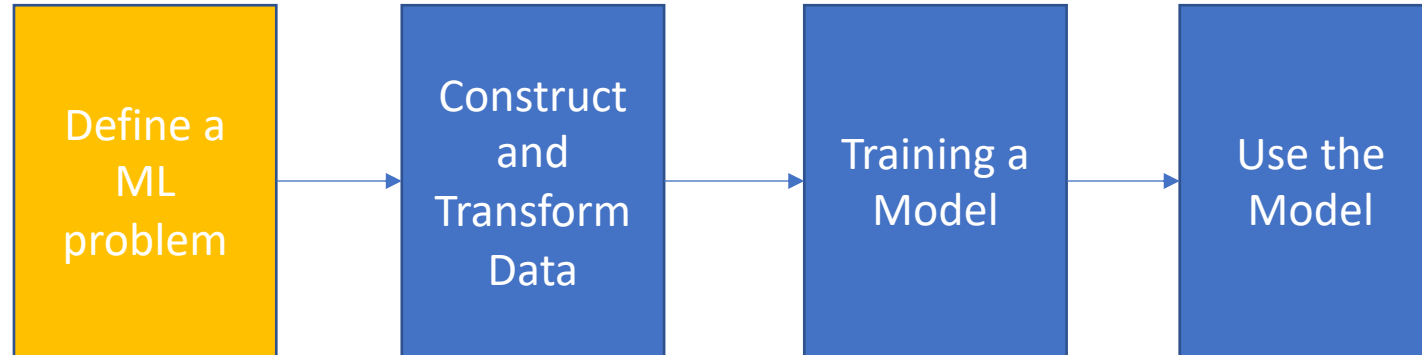 Define a
ML
problem
Construct
and
Transform
Data
Training a
Model
Use the
Model